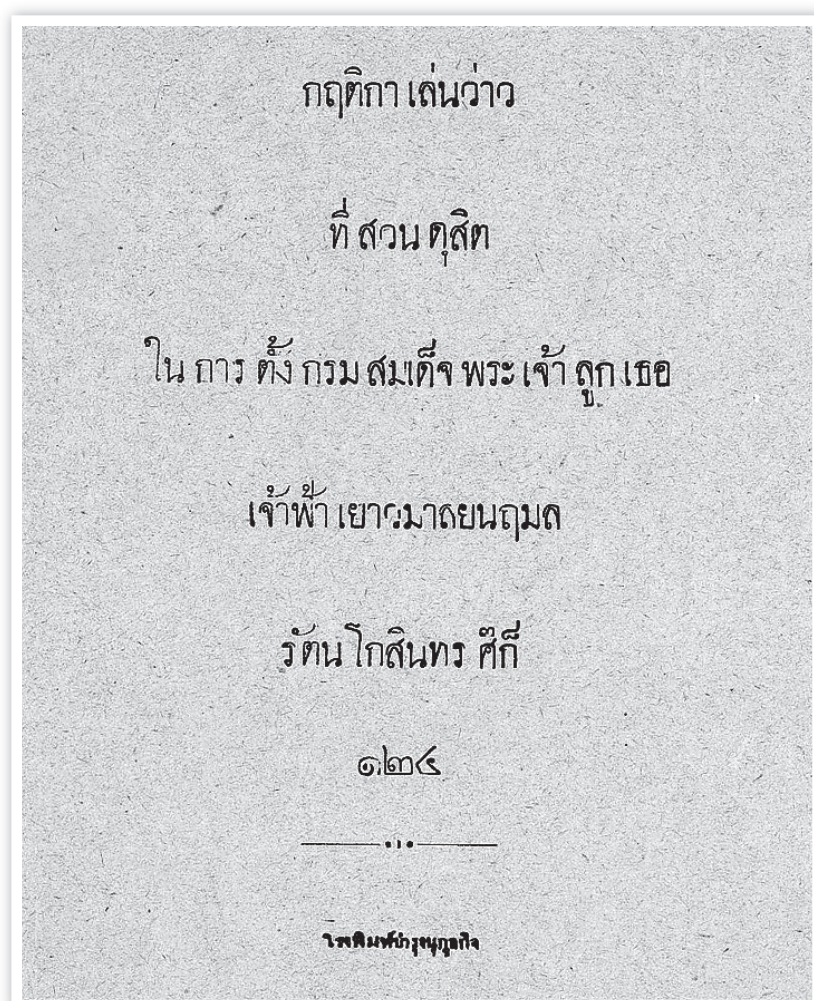 กฤติกา เล่นว่าว
ที่ สวน ดุสิต
ใน การ ตั้ง กรม สมเด็จ พระ เจ้า ลูก เธอ
เจ้าฟ้า เยาวมาลยนฤมล
รัตน โกสินทร ศ๊ก็
๑๒๔
โรงพิมพ์บำรุงนุกูลกิจ